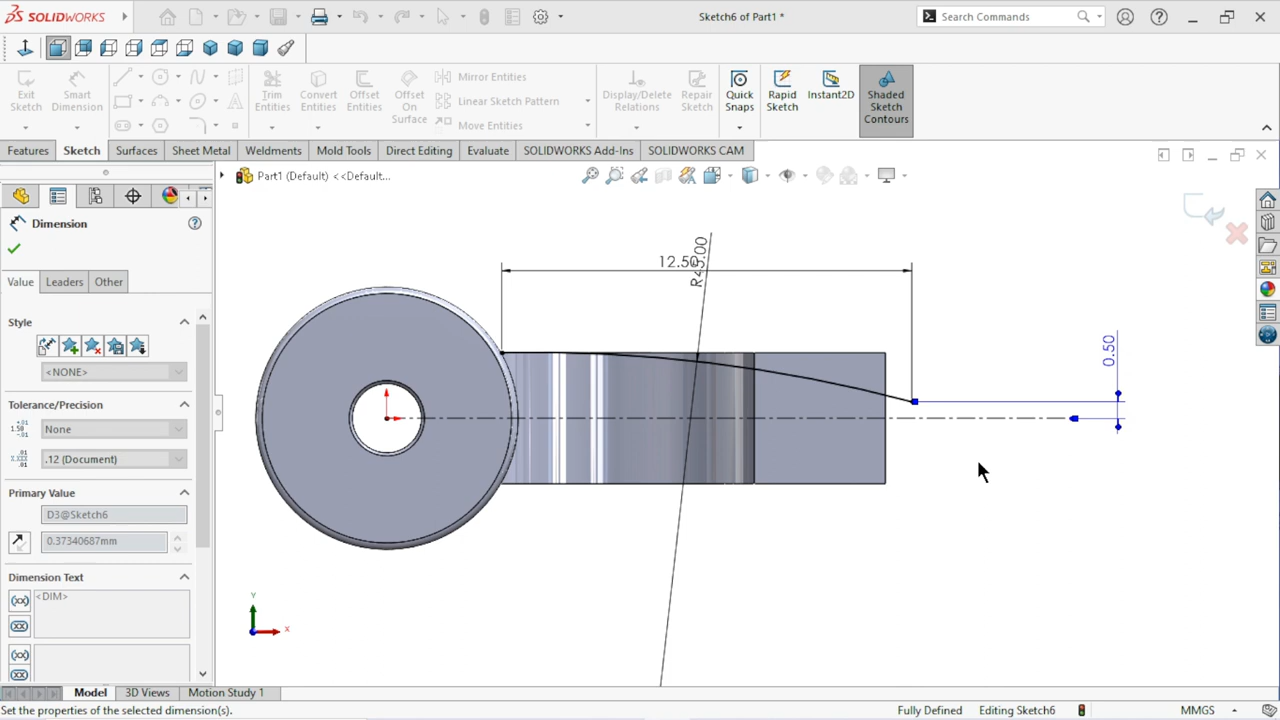 SOLIDWORKS
Sketch6 of Part1 *
Search Commands
Exit Sketch
Smart Dimension
Trim Entities
Convert Entities
Offset Entities
Offset On Surface
Mirror Entities
Linear Sketch Pattern
Move Entities
Display/Delete Relations
Repair Sketch
Quick Snaps
Rapid Sketch
Instant2D
Shaded Sketch Contours
Features
Sketch
Surfaces
Sheet Metal
Weldments
Mold Tools
Direct Editing
Evaluate
SOLIDWORKS Add-Ins
SOLIDWORKS CAM
Part1 (Default) <<Default...
Dimension
Value
Leaders
Other
Style
<NONE>
Tolerance/Precision
None
.12 (Document)
Primary Value
D3@Sketch6
0.37340687mm
Dimension Text
<DIM>
12.50
R45.00
0.50
Y
X
Model
3D Views
Motion Study 1
Set the properties of the selected dimension(s).
Fully Defined
Editing Sketch6
MMGS